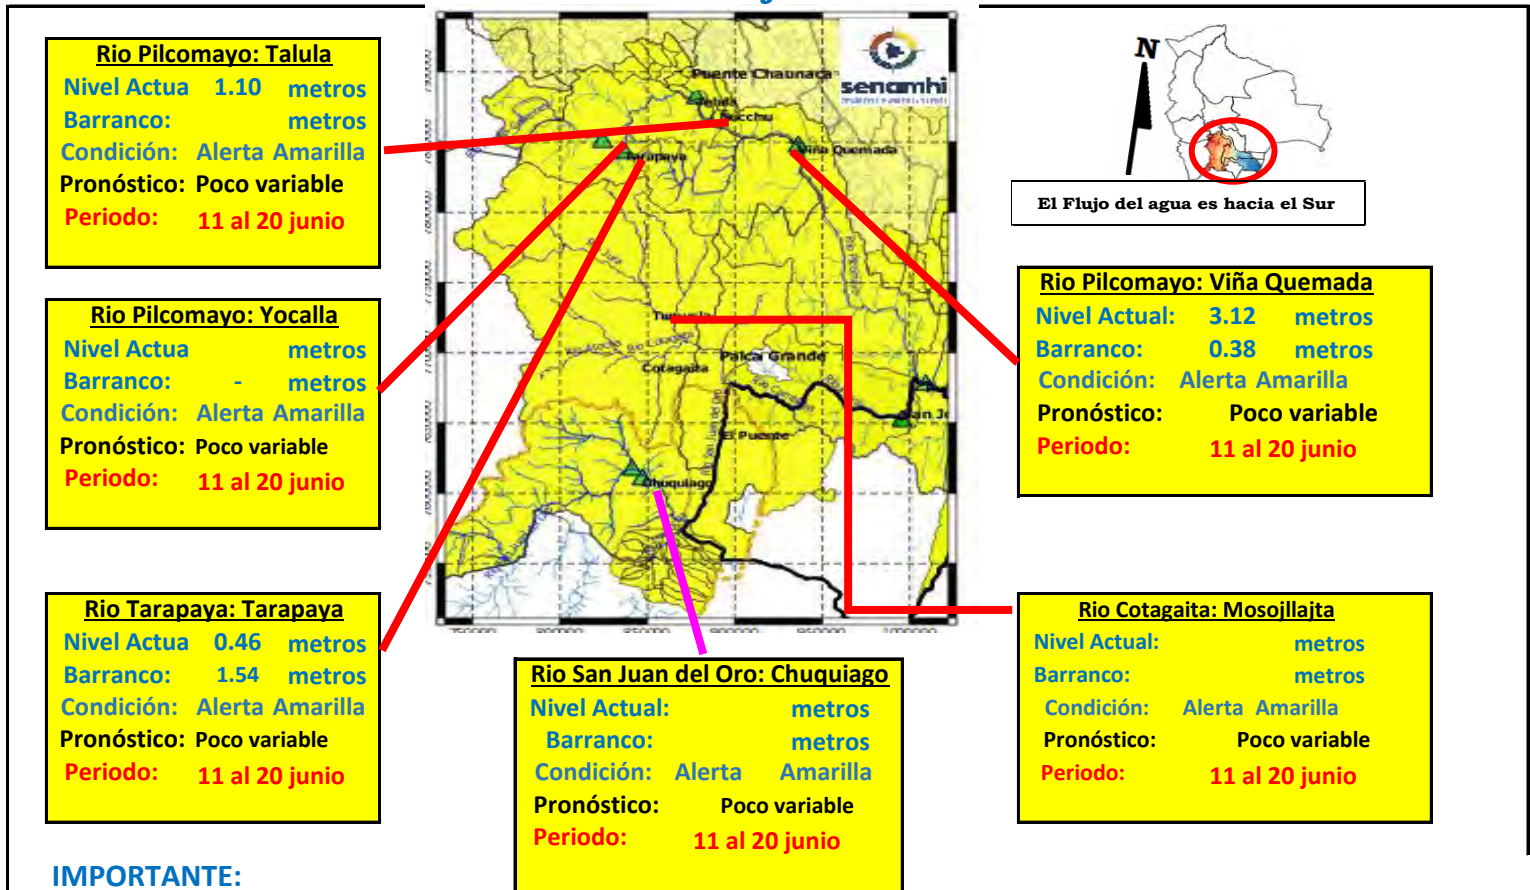 Rio Pilcomayo: Talula
Nivel Actua 1.10 metros
Barranco: metros
Condición: Alerta Amarilla
Pronóstico: Poco variable
Periodo: 11 al 20 junio
Rio Pilcomayo: Yocalla
Nivel Actua metros
Barranco: - metros
Condición: Alerta Amarilla
Pronóstico: Poco variable
Periodo: 11 al 20 junio
Rio Tarapaya: Tarapaya
Nivel Actua 0.46 metros
Barranco: 1.54 metros
Condición: Alerta Amarilla
Pronóstico: Poco variable
Periodo: 11 al 20 junio
Puente Chaunaca
senamhi
Tarapaya
Viña Quemada
Palca Grande
Cotagaita
San J
El Puente
Chuquiago
750000 800000 850000 900000 950000 1000000
Rio San Juan del Oro: Chuquiago
Nivel Actual: metros
Barranco: metros
Condición: Alerta Amarilla
Pronóstico: Poco variable
Periodo: 11 al 20 junio
N
El Flujo del agua es hacia el Sur
Rio Pilcomayo: Viña Quemada
Nivel Actual: 3.12 metros
Barranco: 0.38 metros
Condición: Alerta Amarilla
Pronóstico: Poco variable
Periodo: 11 al 20 junio
Rio Cotagaita: Mosojllajta
Nivel Actual: metros
Barranco: metros
Condición: Alerta Amarilla
Pronóstico: Poco variable
Periodo: 11 al 20 junio
IMPORTANTE: